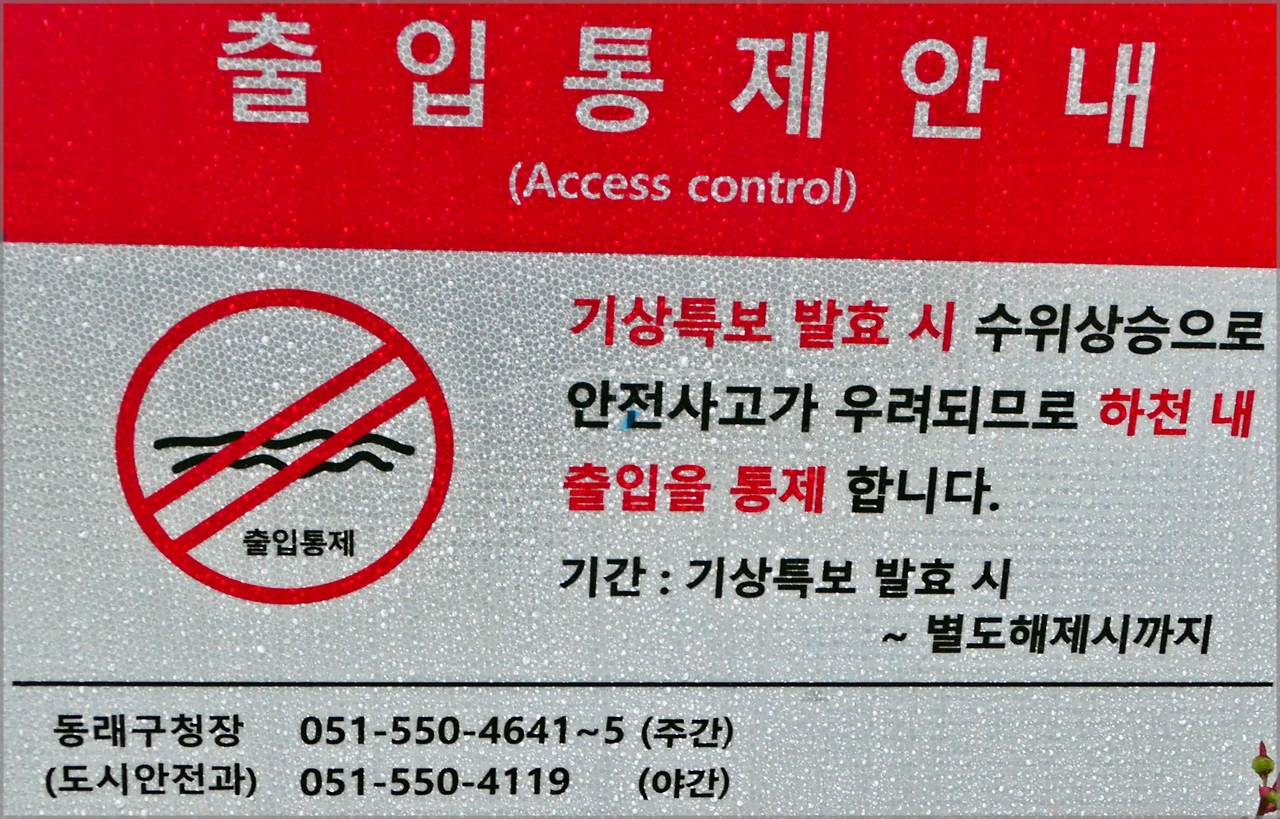 출입통제안내
(Access control)
기상특보 발효 시 수위상승으로
안전사고가 우려되므로 하천 내
출입을 통제 합니다.
출입통제
기간 : 기상특보 발효 시
~ 별도해제시까지
동래구청장 051-550-4641~5 (주간)
(도시안전과) 051-550-4119 (야간)